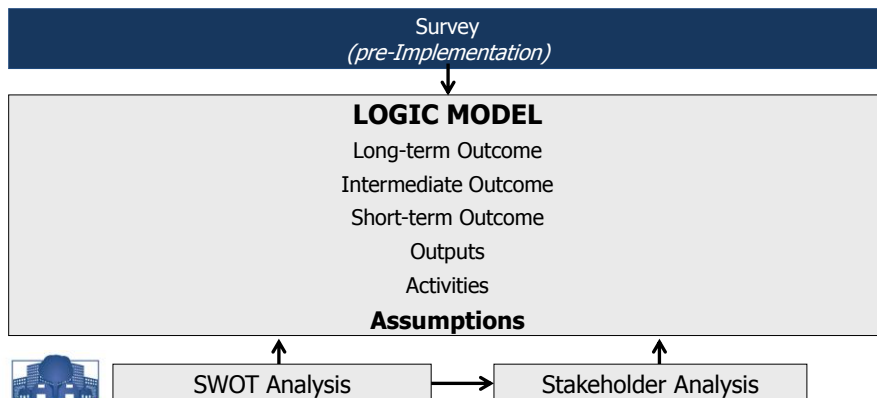 Survey
(pre-Implementation)
LOGIC MODEL
Long-term Outcome
Intermediate Outcome
Short-term Outcome
Outputs
Activities
Assumptions
SWOT Analysis
Stakeholder Analysis